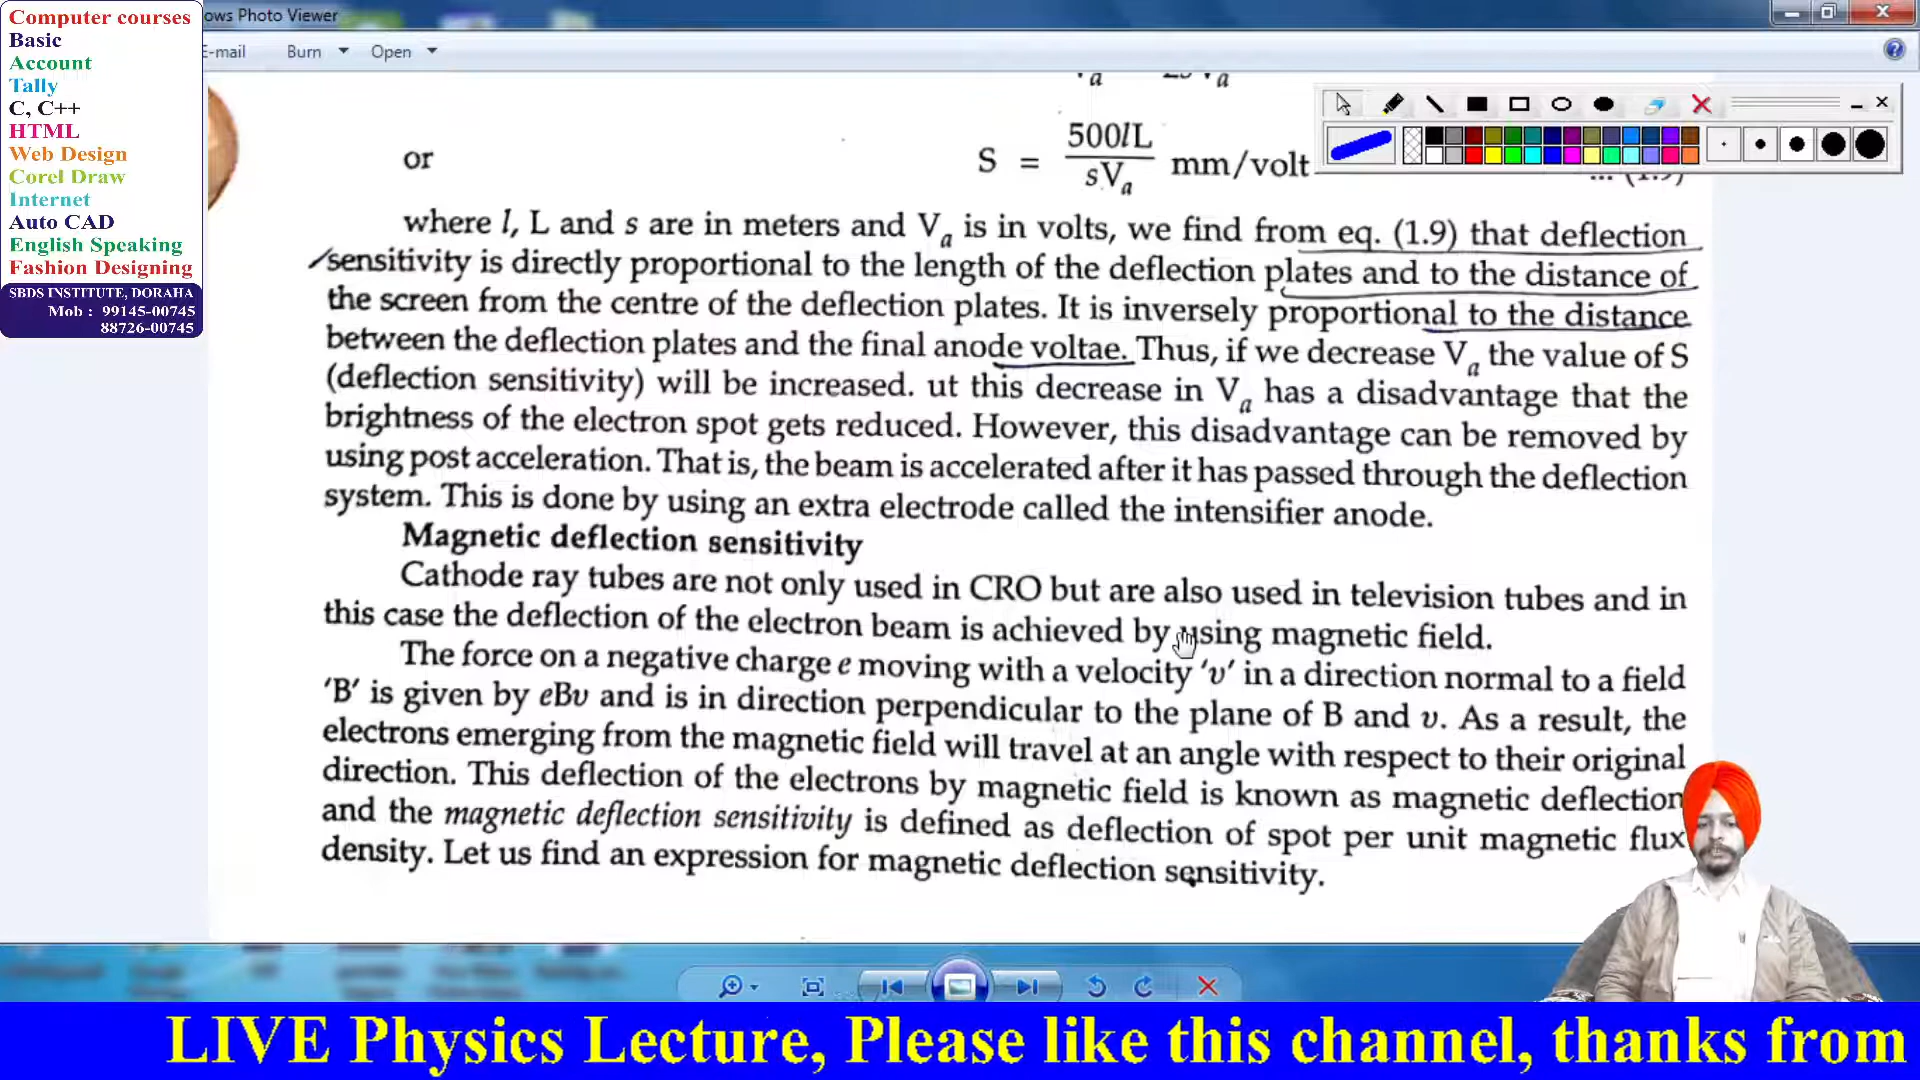 Computer courses
Basic
Account
Tally
C, C++
HTML
Web Design
Corel Draw
Internet
Auto CAD
English Speaking
Fashion Designing
SBDS INSTITUTE, DORAHA
Mob : 99145-00745
88726-00745
ows Photo Viewer
E-mail Burn Open
or S = 500lL / sVa mm/volt ... (1.9)
where l, L and s are in meters and Va is in volts, we find from eq. (1.9) that deflection
sensitivity is directly proportional to the length of the deflection plates and to the distance of
the screen from the centre of the deflection plates. It is inversely proportional to the distance
between the deflection plates and the final anode voltae. Thus, if we decrease Va the value of S
(deflection sensitivity) will be increased. ut this decrease in Va has a disadvantage that the
brightness of the electron spot gets reduced. However, this disadvantage can be removed by
using post acceleration. That is, the beam is accelerated after it has passed through the deflection
system. This is done by using an extra electrode called the intensifier anode.
Magnetic deflection sensitivity
Cathode ray tubes are not only used in CRO but are also used in television tubes and in
this case the deflection of the electron beam is achieved by using magnetic field.
The force on a negative charge e moving with a velocity ‘v’ in a direction normal to a field
‘B’ is given by eBv and is in direction perpendicular to the plane of B and v. As a result, the
electrons emerging from the magnetic field will travel at an angle with respect to their original
direction. This deflection of the electrons by magnetic field is known as magnetic deflection
and the magnetic deflection sensitivity is defined as deflection of spot per unit magnetic flux
density. Let us find an expression for magnetic deflection sensitivity.
LIVE Physics Lecture, Please like this channel, thanks from